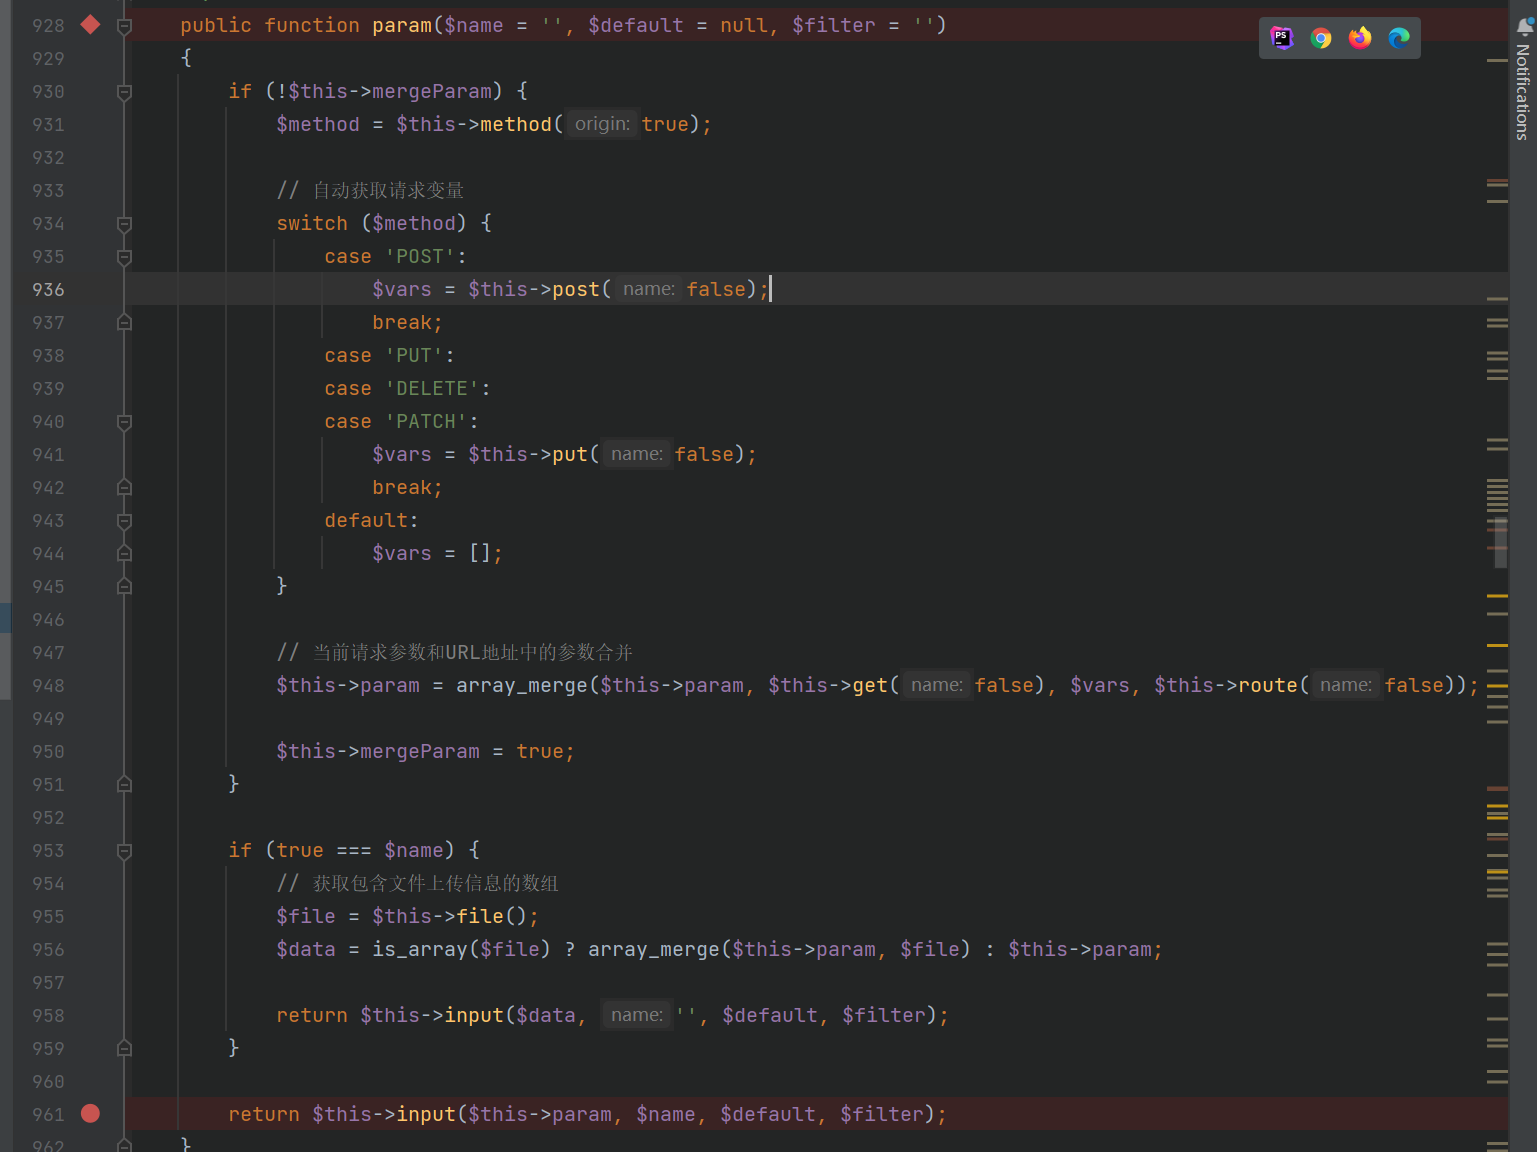 928 public function param($name = '', $default = null, $filter = '')
929 {
930 if (!$this->mergeParam) {
931 $method = $this->method( origin: true);
932
933 // 自动获取请求变量
934 switch ($method) {
935 case 'POST':
936 $vars = $this->post( name: false);
937 break;
938 case 'PUT':
939 case 'DELETE':
940 case 'PATCH':
941 $vars = $this->put( name: false);
942 break;
943 default:
944 $vars = [];
945 }
946
947 // 当前请求参数和URL地址中的参数合并
948 $this->param = array_merge($this->param, $this->get( name: false), $vars, $this->route( name: false));
949
950 $this->mergeParam = true;
951 }
952
953 if (true === $name) {
954 // 获取包含文件上传信息的数组
955 $file = $this->file();
956 $data = is_array($file) ? array_merge($this->param, $file) : $this->param;
957
958 return $this->input($data, name: '', $default, $filter);
959 }
960
961 return $this->input($this->param, $name, $default, $filter);
962 }
PS
Notifications